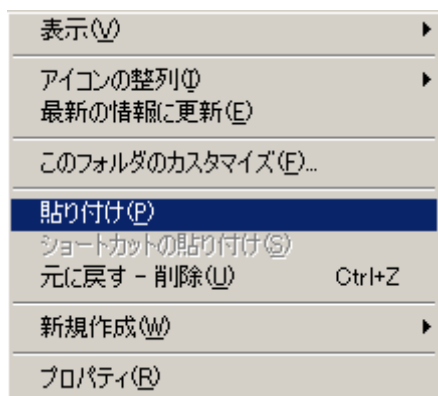 表示(V)
アイコンの整列(I)
最新の情報に更新(E)
このフォルダのカスタマイズ(F)...
貼り付け(P)
ショートカットの貼り付け(S)
元に戻す - 削除(U) Ctrl+Z
新規作成(W)
プロパティ(R)